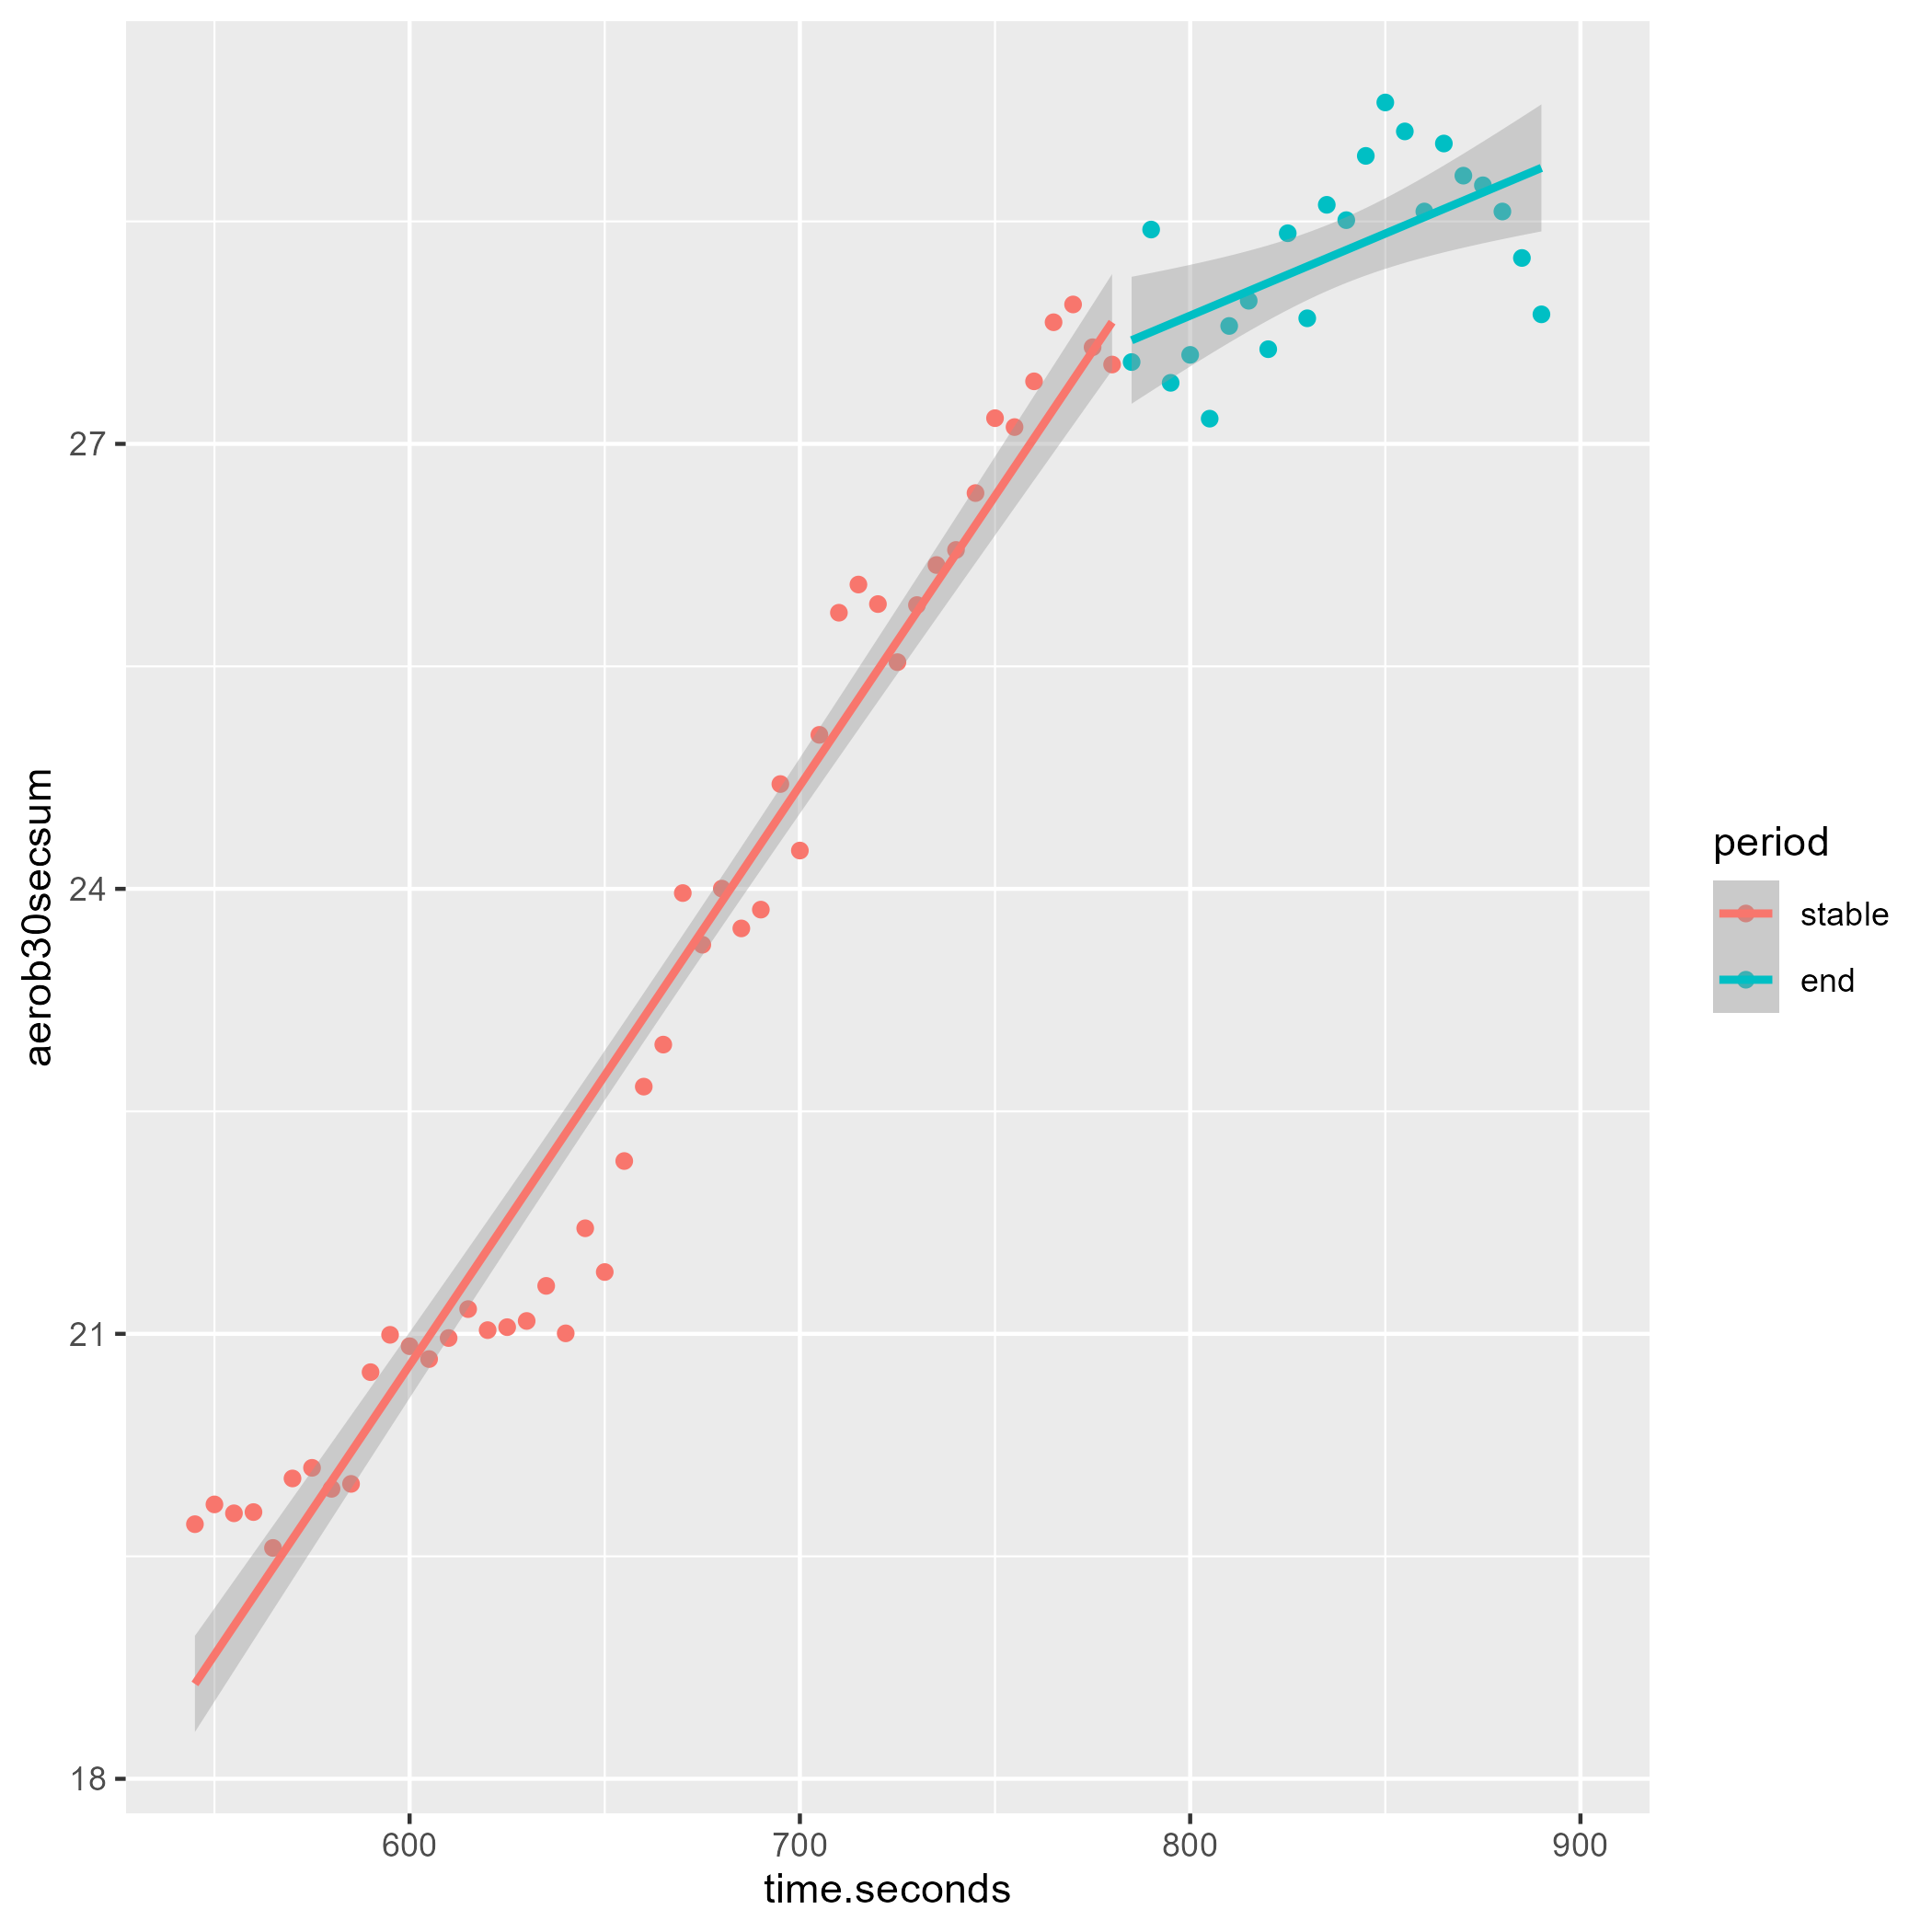 aerob30secsum
27
24
21
18
600 700 800 900
time.seconds
period
stable
end